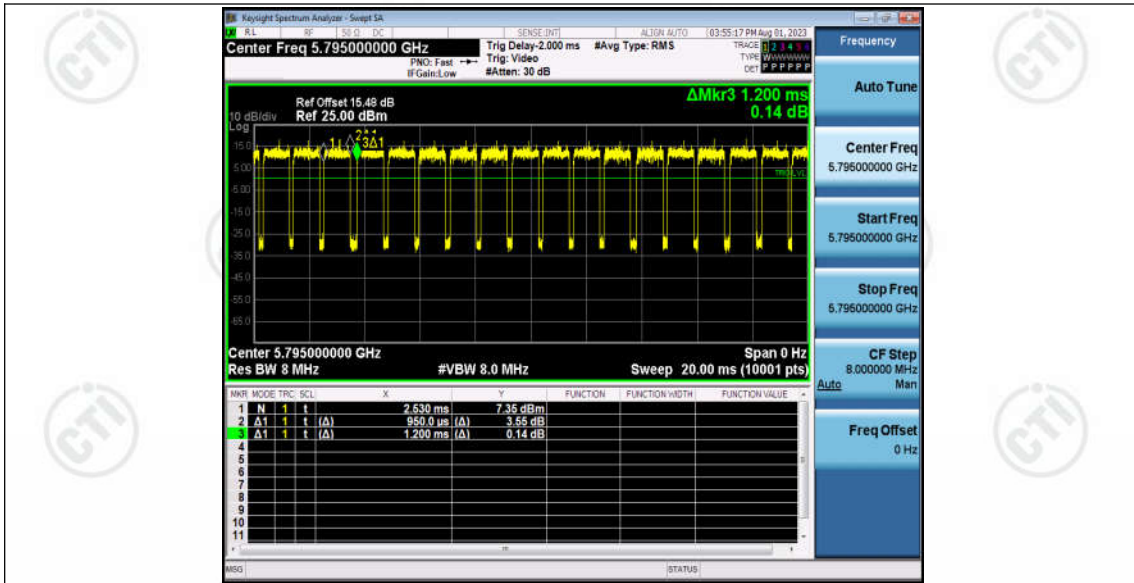 Keysight Spectrum Analyzer - Swept SA
RL RF 50 Ω DC SENSE:INT ALIGN AUTO 03:55:17 PM Aug 01, 2023
Center Freq 5.795000000 GHz
PNO: Fast
IFGain:Low
Trig Delay-2.000 ms
Trig: Video
#Atten: 30 dB
#Avg Type: RMS
TRACE 1 2 3 4 5 6
TYPE
DET P P P P P P
Frequency
Auto Tune
Center Freq
5.795000000 GHz
Start Freq
5.795000000 GHz
Stop Freq
5.795000000 GHz
CF Step
8.000000 MHz
Auto Man
Freq Offset
0 Hz
ΔMkr3 1.200 ms
0.14 dB
Ref Offset 15.48 dB
10 dB/div Ref 25.00 dBm
Log
15.0
5.00
-5.00
-15.0
-25.0
-35.0
-45.0
-55.0
-65.0
3Δ1
Center 5.795000000 GHz Span 0 Hz
Res BW 8 MHz #VBW 8.0 MHz Sweep 20.00 ms (10001 pts)
MKR MODE TRC SCL X Y FUNCTION FUNCTION WIDTH FUNCTION VALUE
1 N 1 t 2.530 ms 7.35 dBm
2 Δ1 1 t (Δ) 950.0 µs (Δ) 3.55 dB
3 Δ1 1 t (Δ) 1.200 ms (Δ) 0.14 dB
4
5
6
7
8
9
10
11
MSG STATUS
CTI
CTI
CTI
CTI